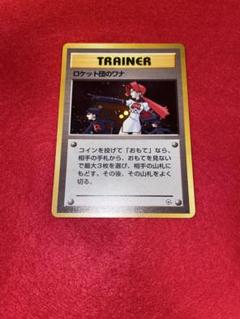 TRAINER
ロケット団のワナ
コインを投げて「おもて」なら、
相手の手札から、おもてを見ない
で最大3枚を選び、相手の山札に
もどす。その後、その山札をよく
切る。